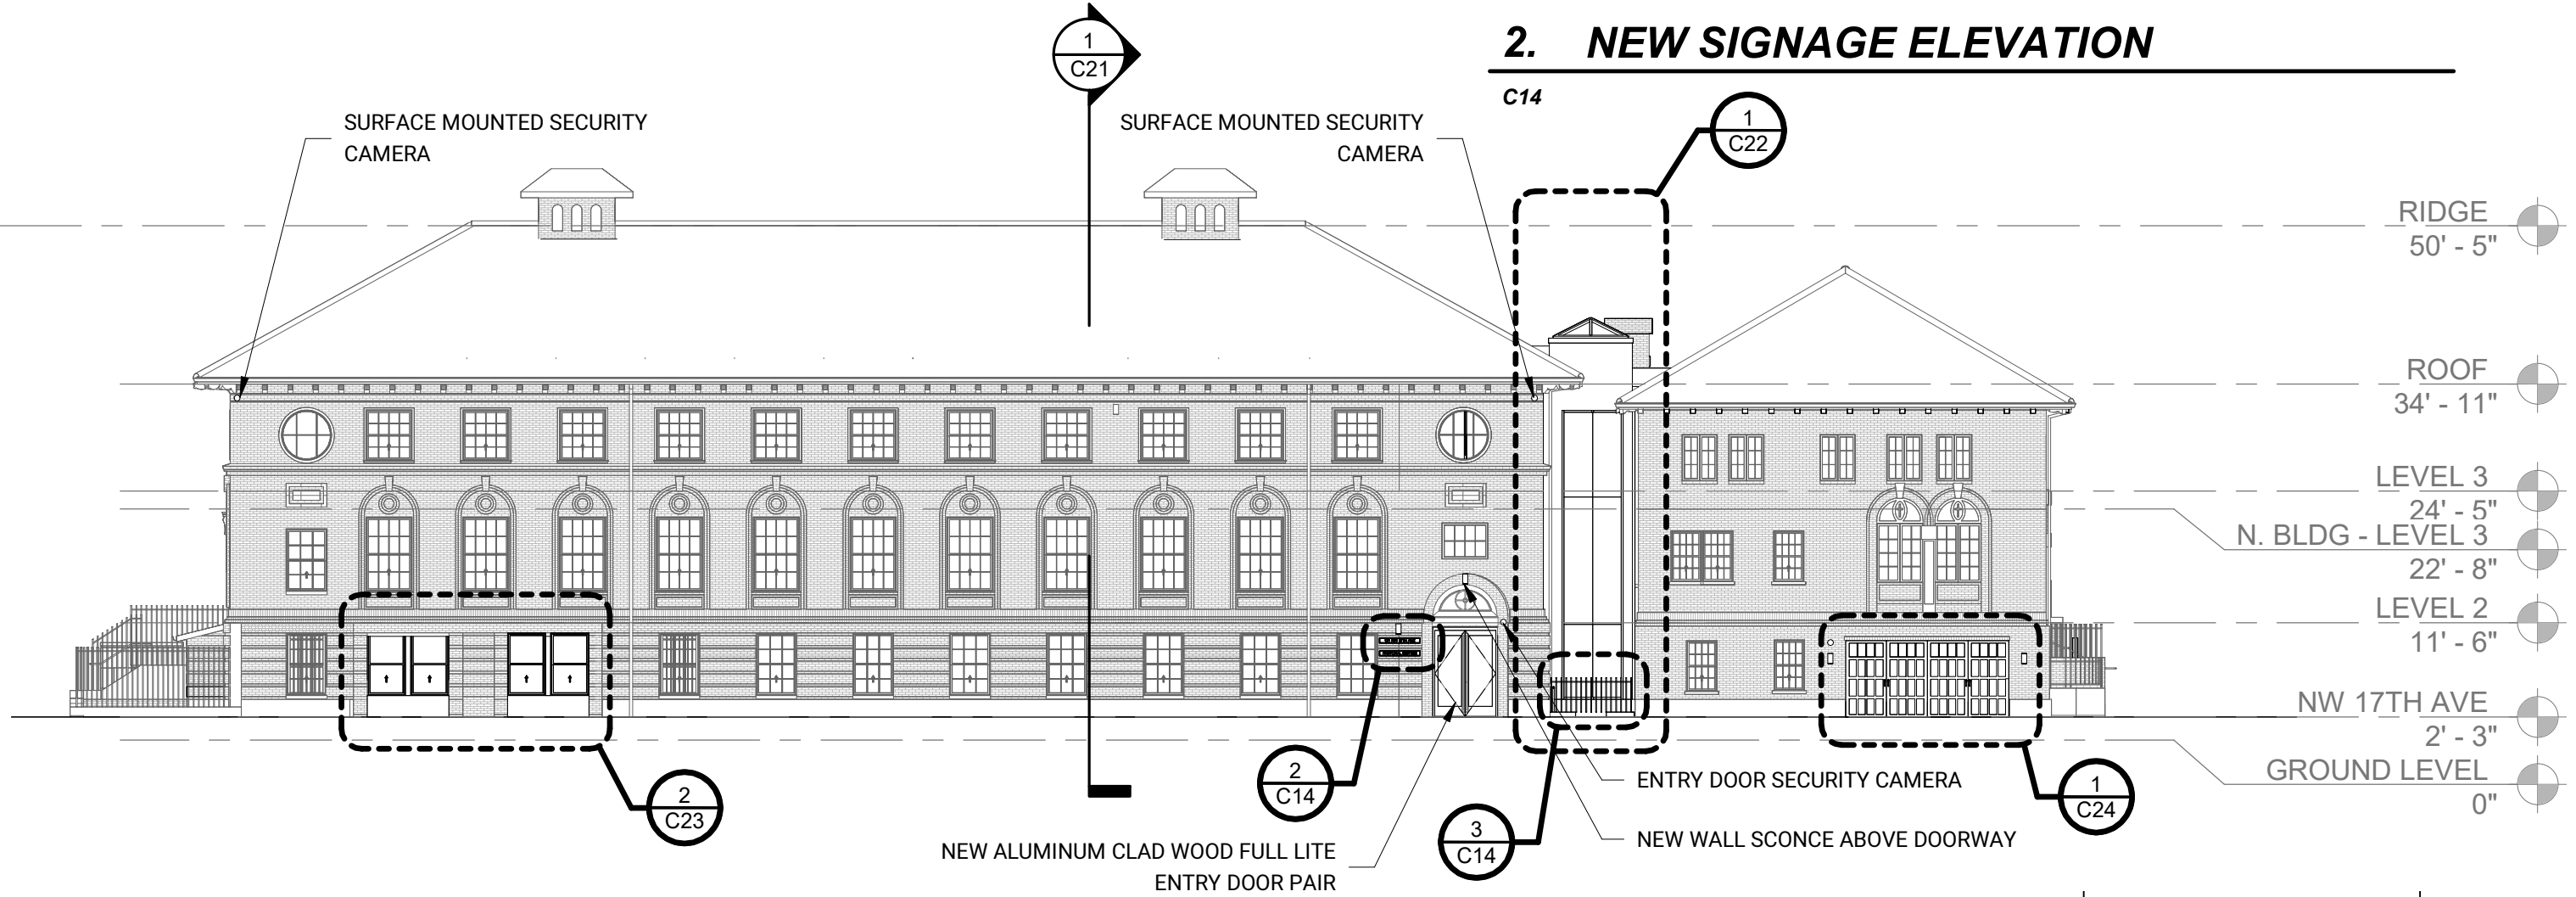 2. NEW SIGNAGE ELEVATION
C14
1
C21
1
C22
SURFACE MOUNTED SECURITY
CAMERA
SURFACE MOUNTED SECURITY
CAMERA
RIDGE
50' - 5"
ROOF
34' - 11"
LEVEL 3
24' - 5"
N. BLDG - LEVEL 3
22' - 8"
LEVEL 2
11' - 6"
NW 17TH AVE
2' - 3"
GROUND LEVEL
0"
2
C23
2
C14
3
C14
1
C24
ENTRY DOOR SECURITY CAMERA
NEW WALL SCONCE ABOVE DOORWAY
NEW ALUMINUM CLAD WOOD FULL LITE
ENTRY DOOR PAIR